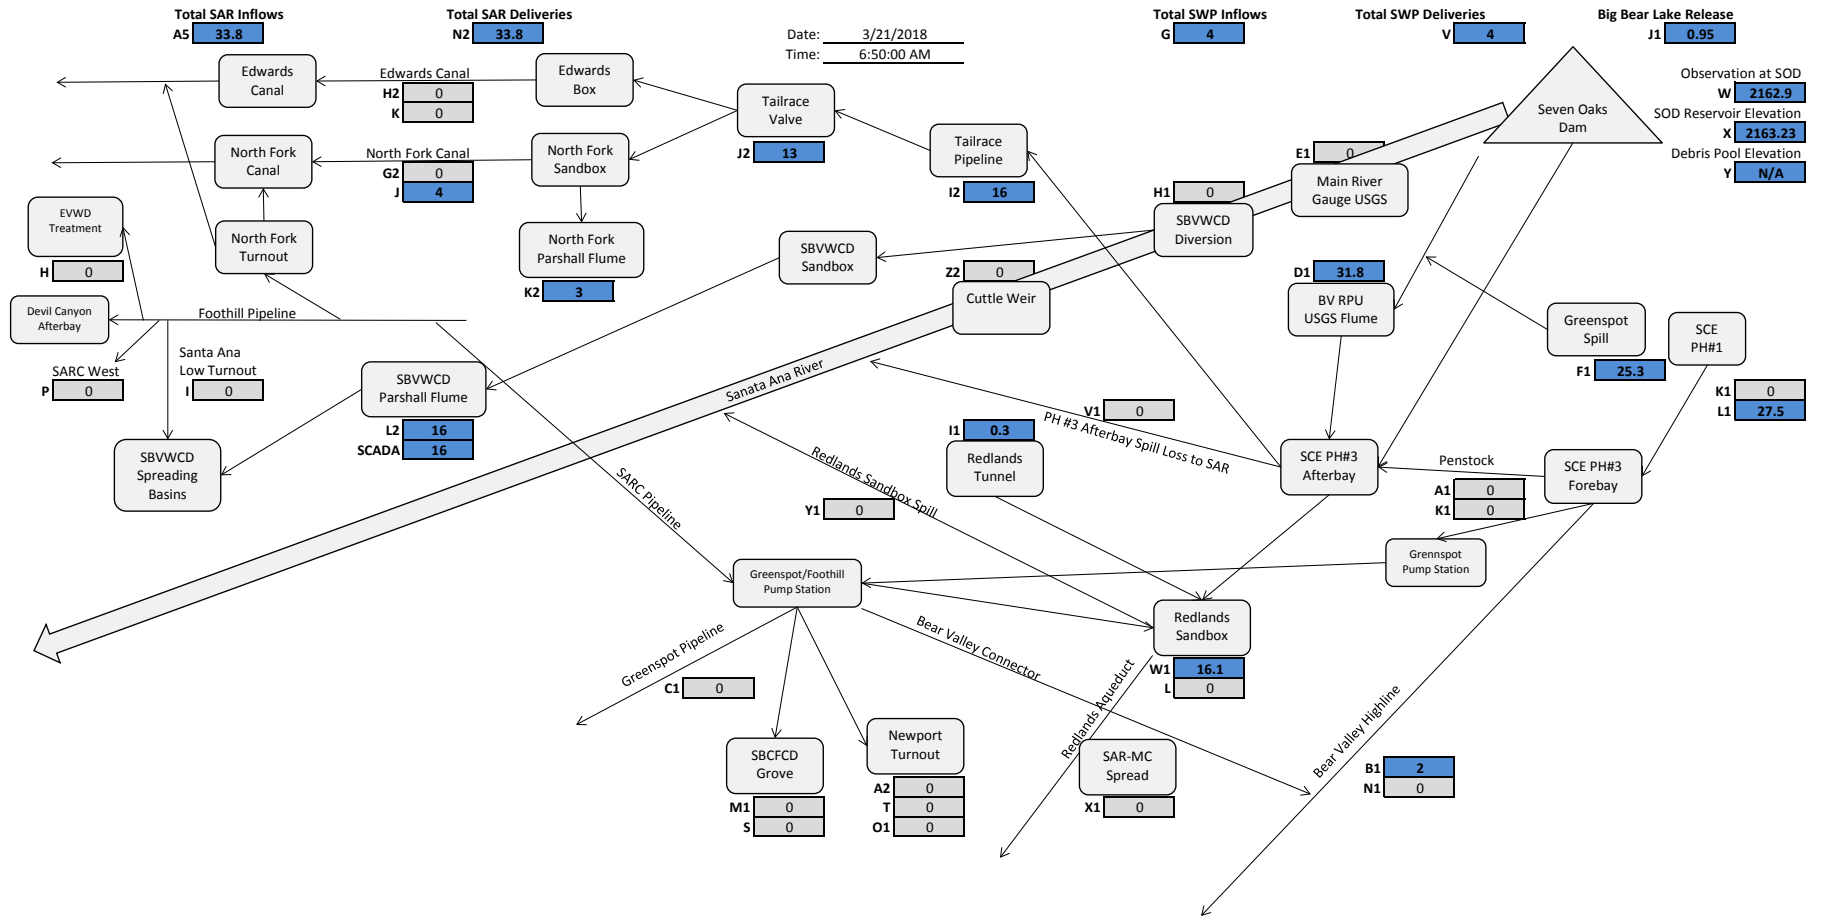 Total SAR Inflows
A5 33.8
Total SAR Deliveries
N2 33.8
Date: 3/21/2018
Time: 6:50:00 AM
Total SWP Inflows
G 4
Total SWP Deliveries
V 4
Big Bear Lake Release
J1 0.95
Observation at SOD
W 2162.9
SOD Reservoir Elevation
X 2163.23
Debris Pool Elevation
Y N/A
Seven Oaks
Dam
Edwards
Canal
Edwards Canal
H2 0
K 0
Edwards
Box
Tailrace
Valve
J2 13
Tailrace
Pipeline
I2 16
E1 0
Main River
Gauge USGS
H1 0
SBVWCD
Diversion
North Fork
Canal
North Fork Canal
G2 0
J 4
North Fork
Sandbox
North Fork
Parshall Flume
K2 3
EVWD
Treatment
H 0
North Fork
Turnout
SBVWCD
Sandbox
Z2 0
Cuttle Weir
D1 31.8
BV RPU
USGS Flume
Greenspot
Spill
F1 25.3
SCE
PH#1
K1 0
L1 27.5
Devil Canyon
Afterbay
Foothill Pipeline
SARC West
P 0
Santa Ana
Low Turnout
I 0
SBVWCD
Parshall Flume
L2 16
SCADA 16
SBVWCD
Spreading
Basins
Sanata Ana River
V1 0
PH #3 Afterbay Spill Loss to SAR
I1 0.3
Redlands
Tunnel
Redlands Sandbox Spill
Y1 0
SARC Pipeline
SCE PH#3
Afterbay
Penstock
A1 0
K1 0
SCE PH#3
Forebay
Grennspot
Pump Station
Greenspot/Foothill
Pump Station
Redlands
Sandbox
W1 16.1
L 0
Greenspot Pipeline
C1 0
Bear Valley Connector
Redlands Aqueduct
Bear Valley Highline
SBCFCD
Grove
M1 0
S 0
Newport
Turnout
A2 0
T 0
O1 0
SAR-MC
Spread
X1 0
B1 2
N1 0